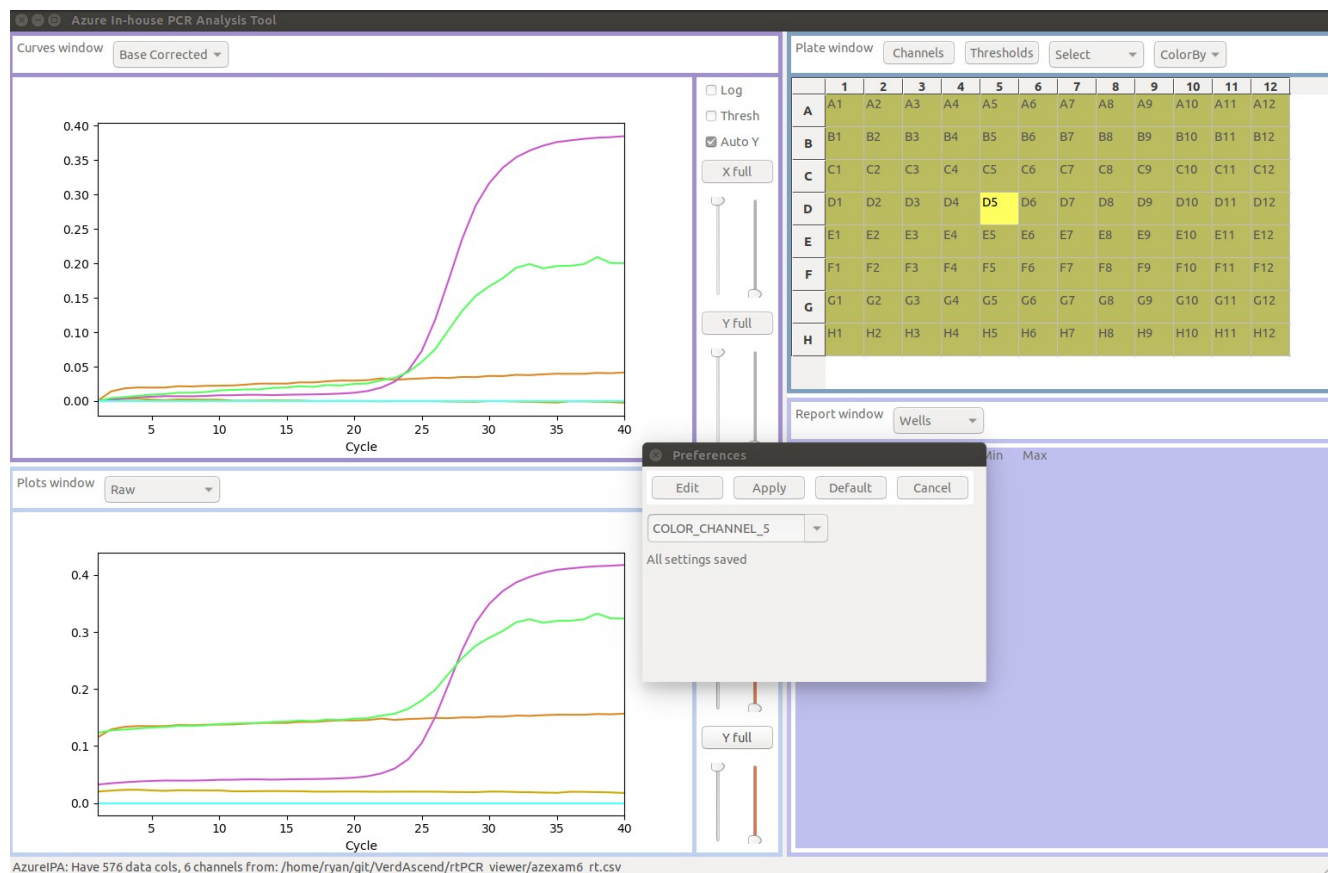 Azure In-house PCR Analysis Tool
Curves window Base Corrected
Log
Thresh
Auto Y
X full
Y full
0.40
0.35
0.30
0.25
0.20
0.15
0.10
0.05
0.00
5 10 15 20 25 30 35 40
Cycle
Plots window Raw
0.4
0.3
0.2
0.1
0.0
5 10 15 20 25 30 35 40
Cycle
Y full
Plate window Channels Thresholds Select ColorBy
1 2 3 4 5 6 7 8 9 10 11 12
A A1 A2 A3 A4 A5 A6 A7 A8 A9 A10 A11 A12
B B1 B2 B3 B4 B5 B6 B7 B8 B9 B10 B11 B12
C C1 C2 C3 C4 C5 C6 C7 C8 C9 C10 C11 C12
D D1 D2 D3 D4 D5 D6 D7 D8 D9 D10 D11 D12
E E1 E2 E3 E4 E5 E6 E7 E8 E9 E10 E11 E12
F F1 F2 F3 F4 F5 F6 F7 F8 F9 F10 F11 F12
G G1 G2 G3 G4 G5 G6 G7 G8 G9 G10 G11 G12
H H1 H2 H3 H4 H5 H6 H7 H8 H9 H10 H11 H12
Report window Wells
Min Max
Preferences
Edit Apply Default Cancel
COLOR_CHANNEL_5
All settings saved
AzureIPA: Have 576 data cols, 6 channels from: /home/ryan/git/VerdAscend/rtPCR_viewer/azexam6_rt.csv